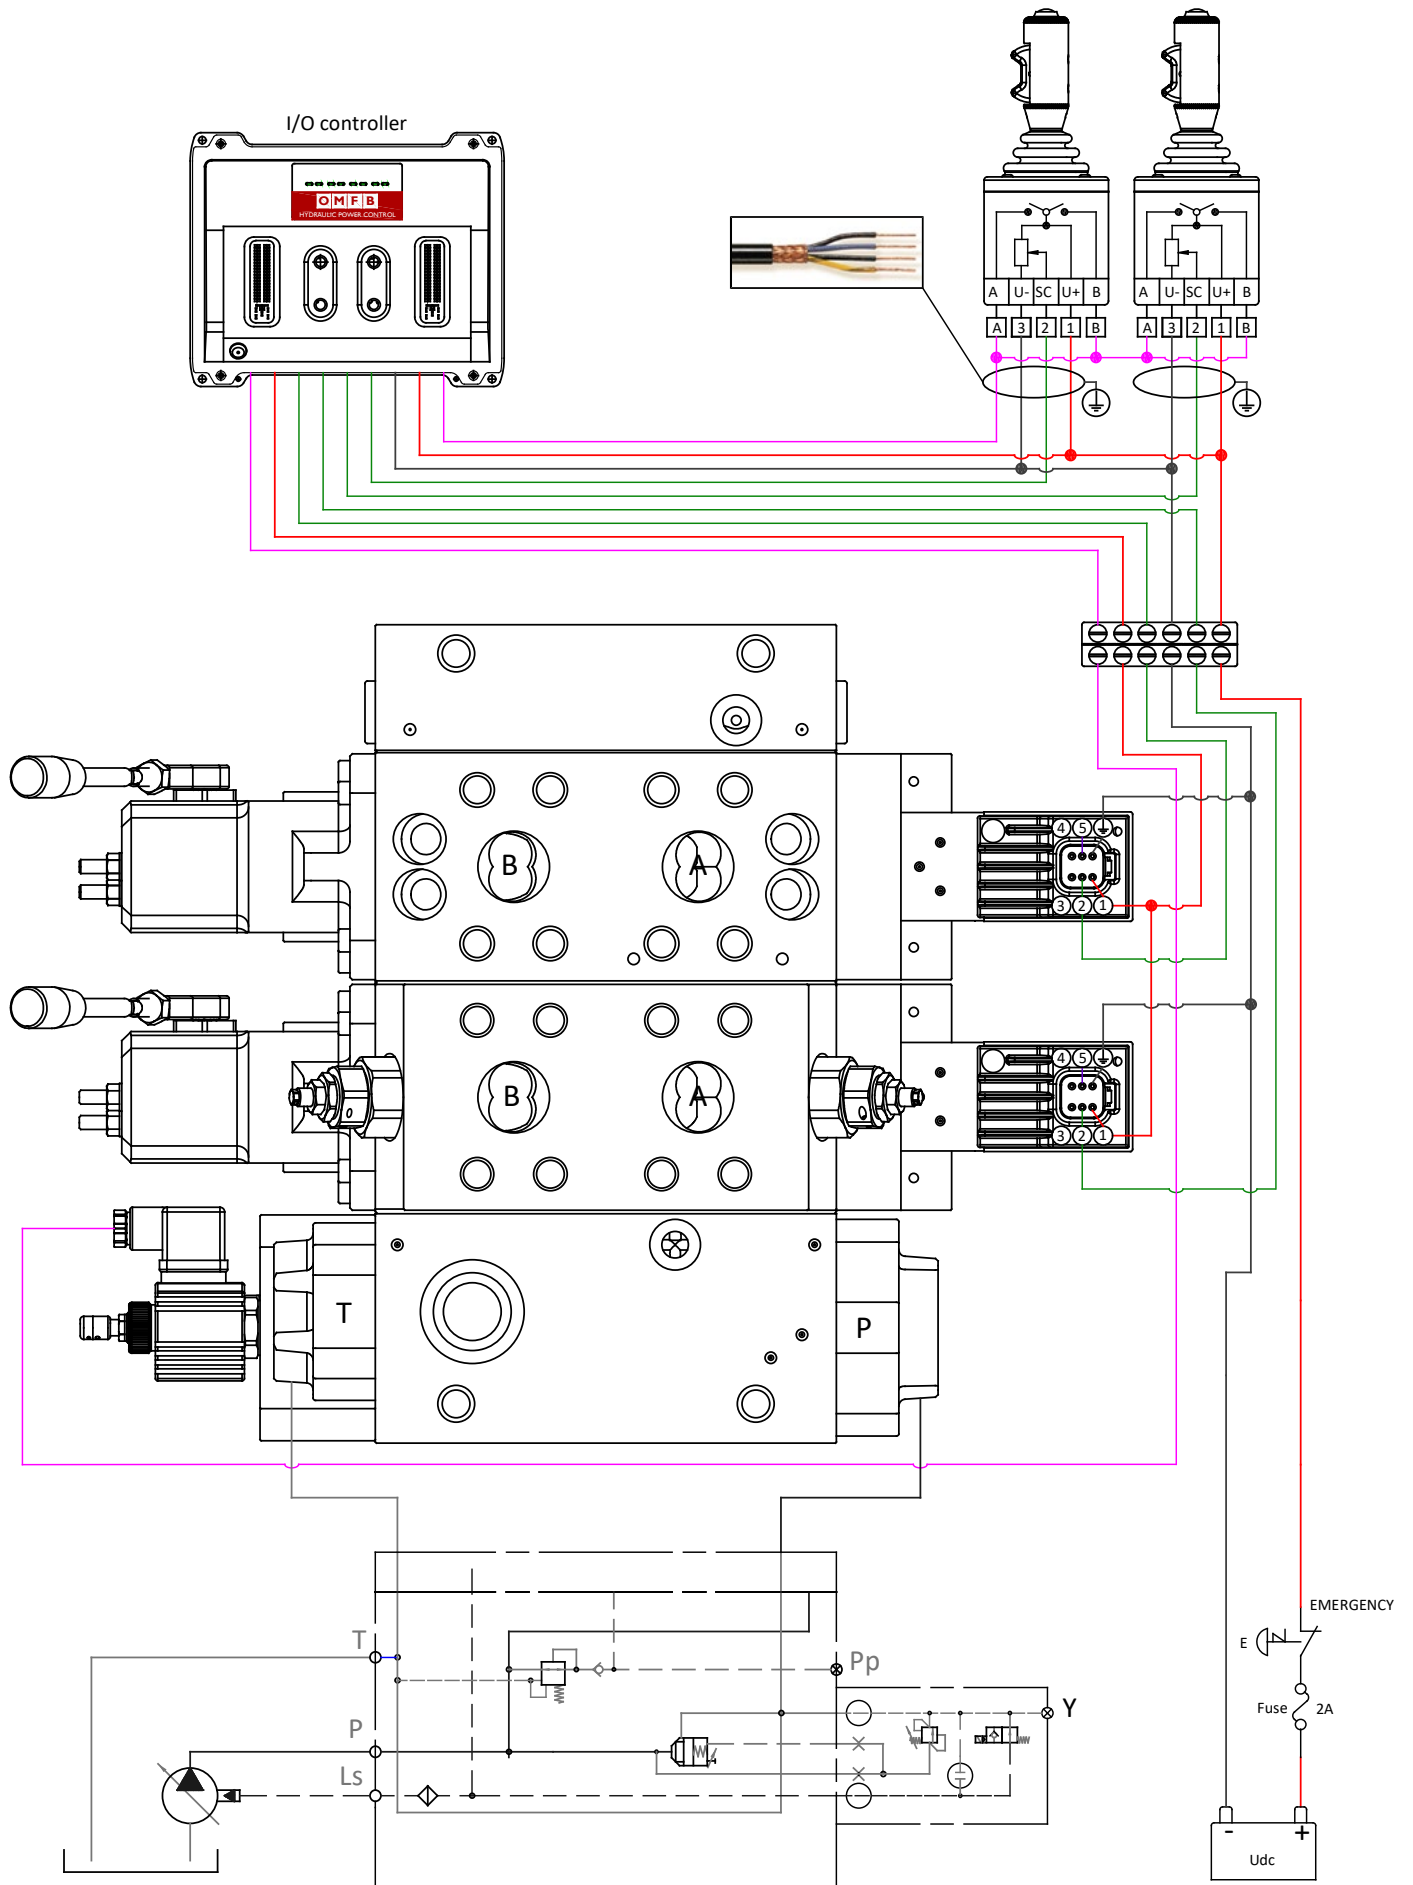 I/O controller
OMFB
HYDRAULIC POWER CONTROL
A U- SC U+ B
A U- SC U+ B
A 3 2 1 B
A 3 2 1 B
B
A
4 5
3 2 1
B
A
4 5
3 2 1
T
P
EMERGENCY
T
E
Pp
P
Y
Fuse 2A
Ls
- +
Udc